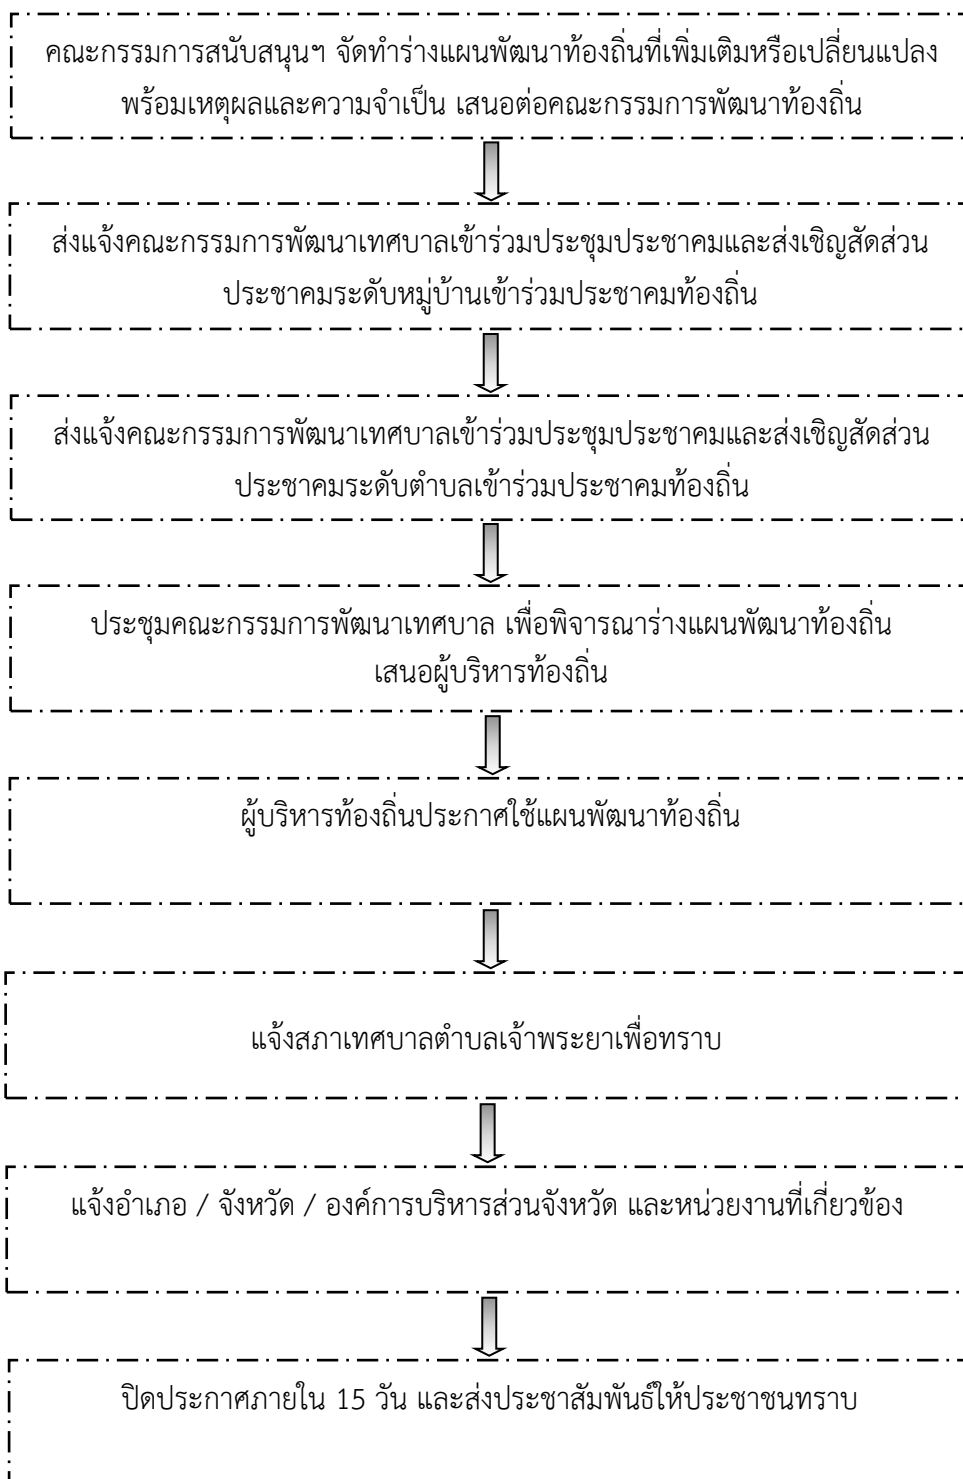 คณะกรรมการสนับสนุนฯ จัดทำร่างแผนพัฒนาท้องถิ่นที่เพิ่มเติมหรือเปลี่ยนแปลง
พร้อมเหตุผลและความจำเป็น เสนอต่อคณะกรรมการพัฒนาท้องถิ่น
ส่งแจ้งคณะกรรมการพัฒนาเทศบาลเข้าร่วมประชุมประชาคมและส่งเชิญสัดส่วน
ประชาคมระดับหมู่บ้านเข้าร่วมประชาคมท้องถิ่น
ส่งแจ้งคณะกรรมการพัฒนาเทศบาลเข้าร่วมประชุมประชาคมและส่งเชิญสัดส่วน
ประชาคมระดับตำบลเข้าร่วมประชาคมท้องถิ่น
ประชุมคณะกรรมการพัฒนาเทศบาล เพื่อพิจารณาร่างแผนพัฒนาท้องถิ่น
เสนอผู้บริหารท้องถิ่น
ผู้บริหารท้องถิ่นประกาศใช้แผนพัฒนาท้องถิ่น
แจ้งสภาเทศบาลตำบลเจ้าพระยาเพื่อทราบ
แจ้งอำเภอ / จังหวัด / องค์การบริหารส่วนจังหวัด และหน่วยงานที่เกี่ยวข้อง
ปิดประกาศภายใน 15 วัน และส่งประชาสัมพันธ์ให้ประชาชนทราบ